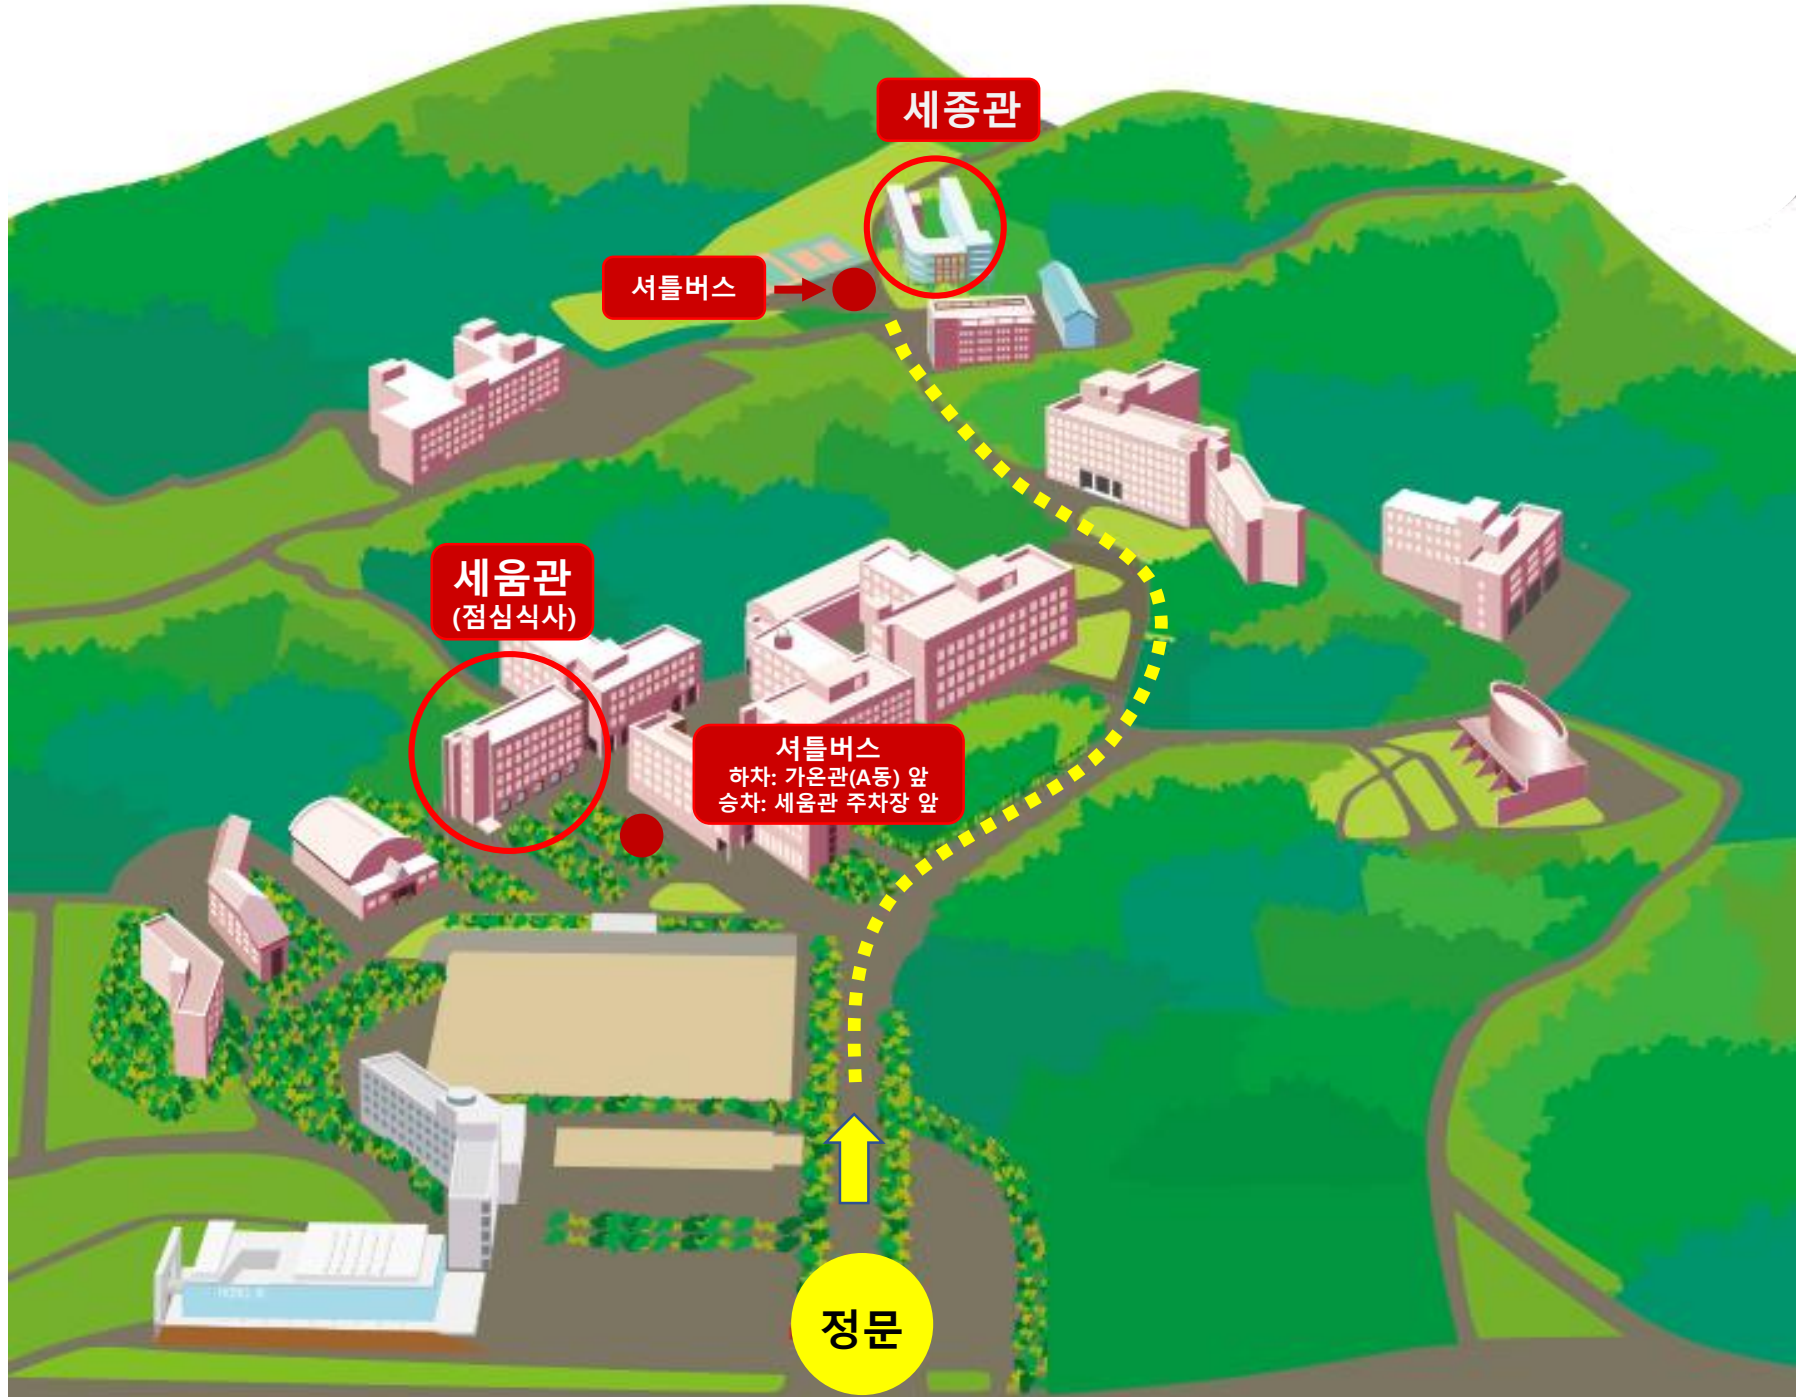 세종관
셔틀버스
세움관
(점심식사)
셔틀버스
하차: 가온관(A동) 앞
승차: 세움관 주차장 앞
정문